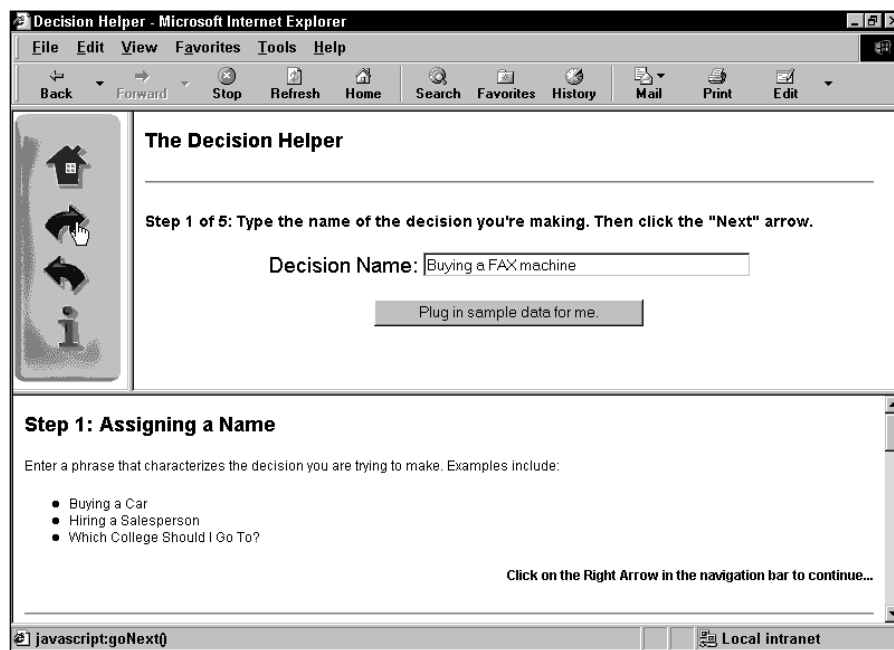 Decision Helper - Microsoft Internet Explorer
File Edit View Favorites Tools Help
Back Forward Stop Refresh Home Search Favorites History Mail Print Edit
The Decision Helper
Step 1 of 5: Type the name of the decision you're making. Then click the "Next" arrow.
Decision Name: Buying a FAX machine
Plug in sample data for me.
Step 1: Assigning a Name
Enter a phrase that characterizes the decision you are trying to make. Examples include:
● Buying a Car
● Hiring a Salesperson
● Which College Should I Go To?
Click on the Right Arrow in the navigation bar to continue...
javascript:goNext() Local intranet